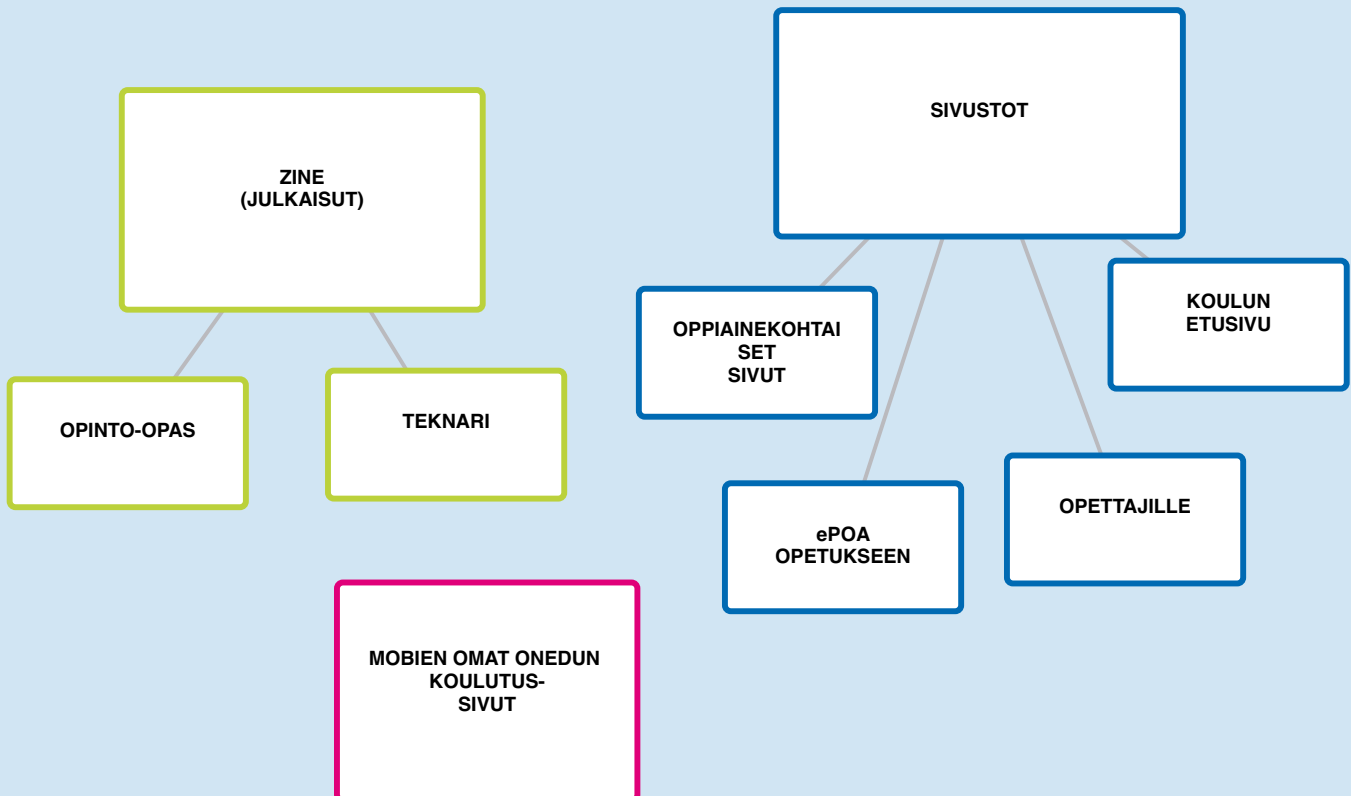 ZINE
(JULKAISUT)
OPINTO-OPAS
TEKNARI
SIVUSTOT
OPPIAINEKOHTAI
SET
SIVUT
KOULUN
ETUSIVU
ePOA
OPETUKSEEN
OPETTAJILLE
MOBIEN OMAT ONEDUN
KOULUTUS-
SIVUT